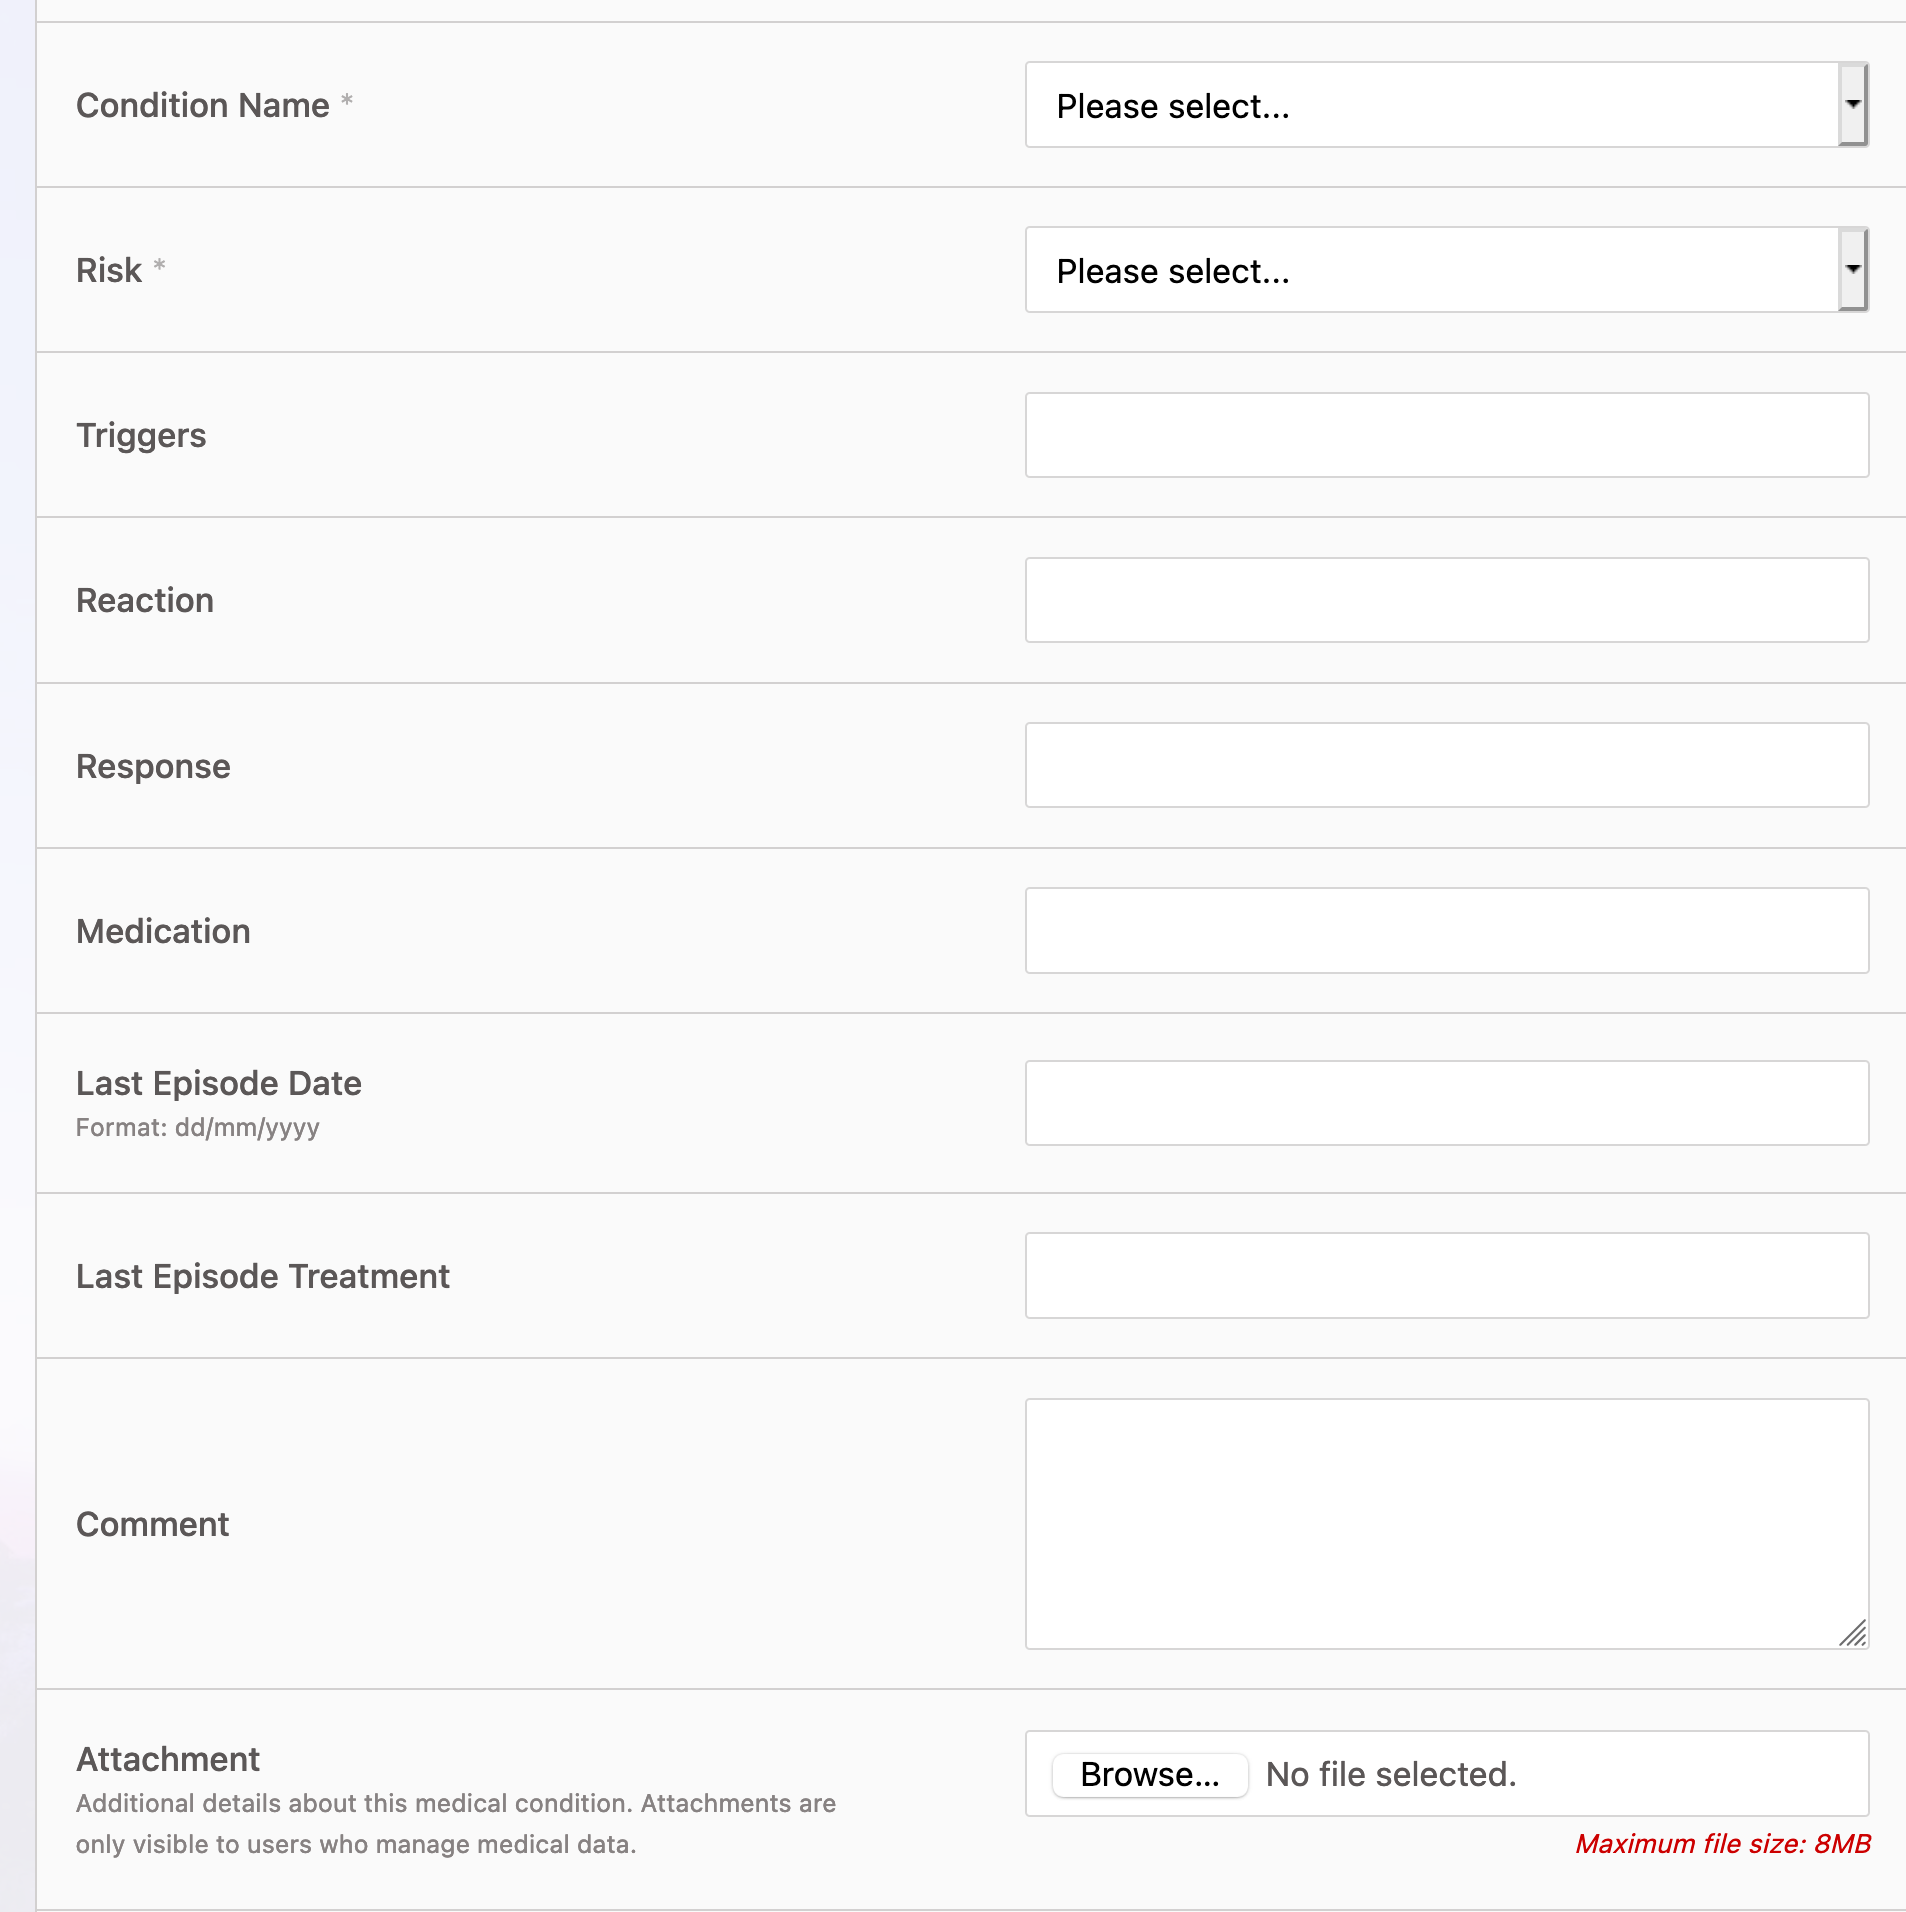 Condition Name *
Please select...
Risk *
Please select...
Triggers
Reaction
Response
Medication
Last Episode Date
Format: dd/mm/yyyy
Last Episode Treatment
Comment
Attachment
Additional details about this medical condition. Attachments are
only visible to users who manage medical data.
Browse... No file selected.
Maximum file size: 8MB